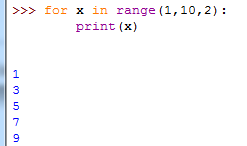 >>> for x in range(1,10,2):
        print(x)
1
3
5
7
9